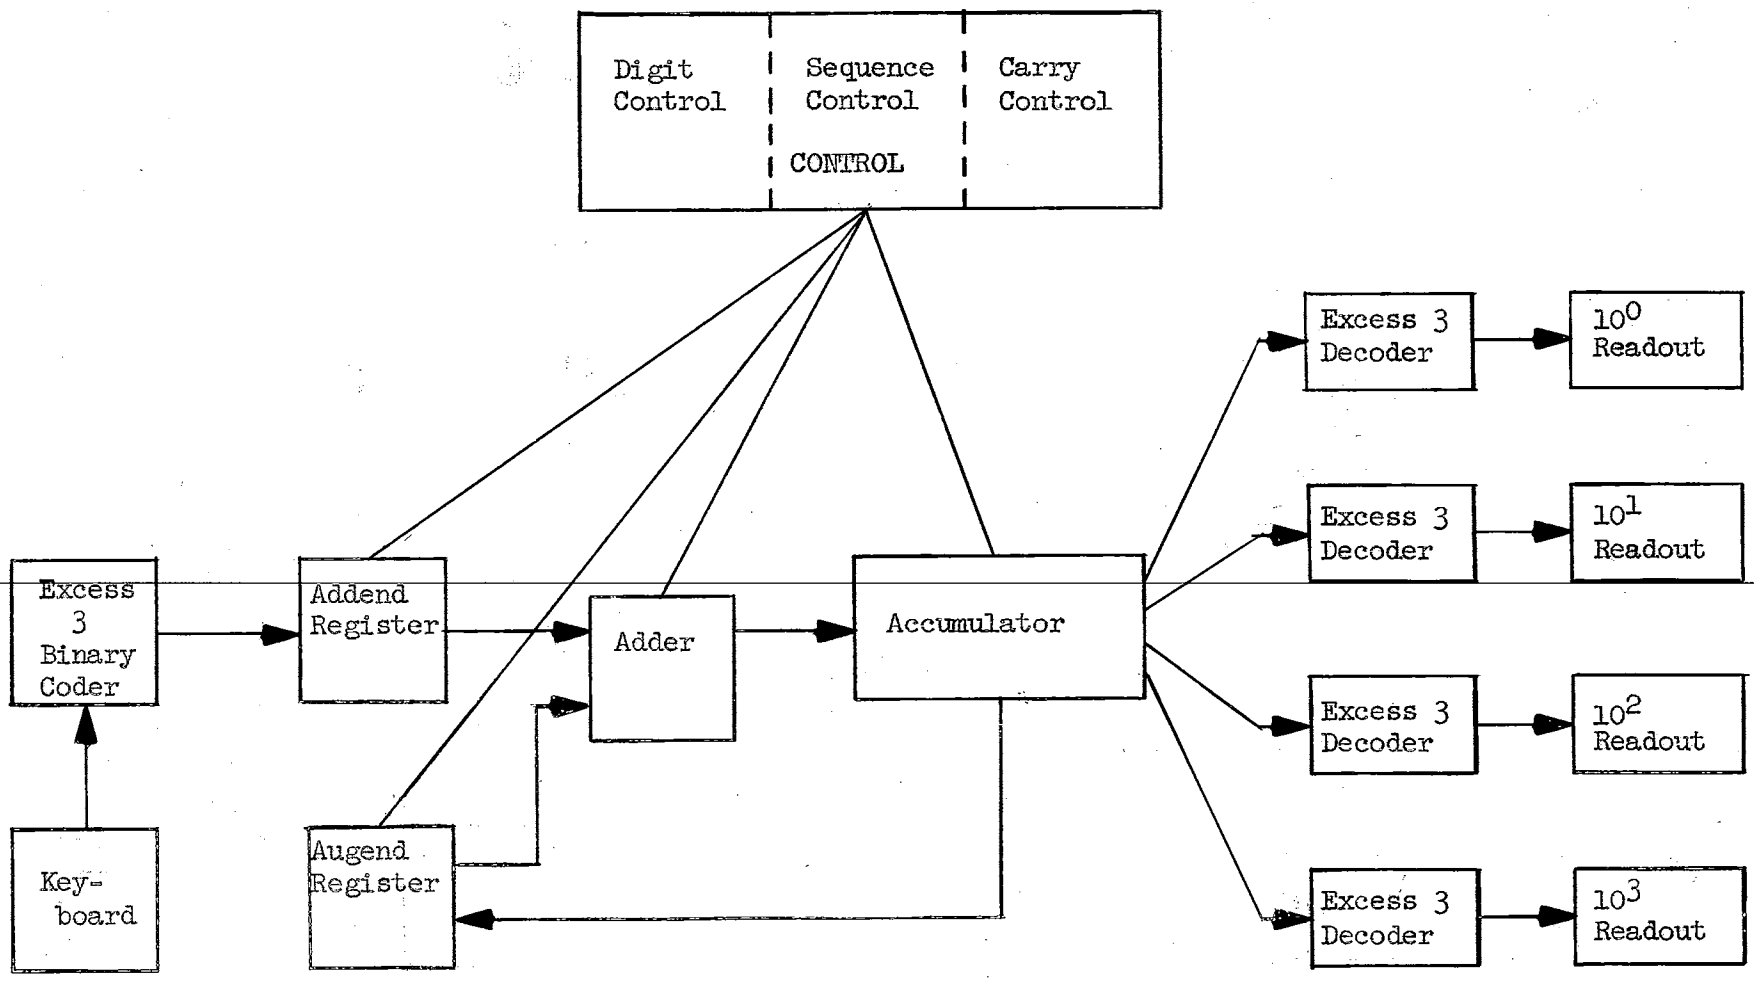 Digit
Control
Sequence
Control
CONTROL
Carry
Control
Excess 3
Decoder
10⁰
Readout
Excess 3
Decoder
10¹
Readout
Excess
3
Binary
Coder
Addend
Register
Adder
Accumulator
Excess 3
Decoder
10²
Readout
Key-
board
Augend
Register
Excess 3
Decoder
10³
Readout